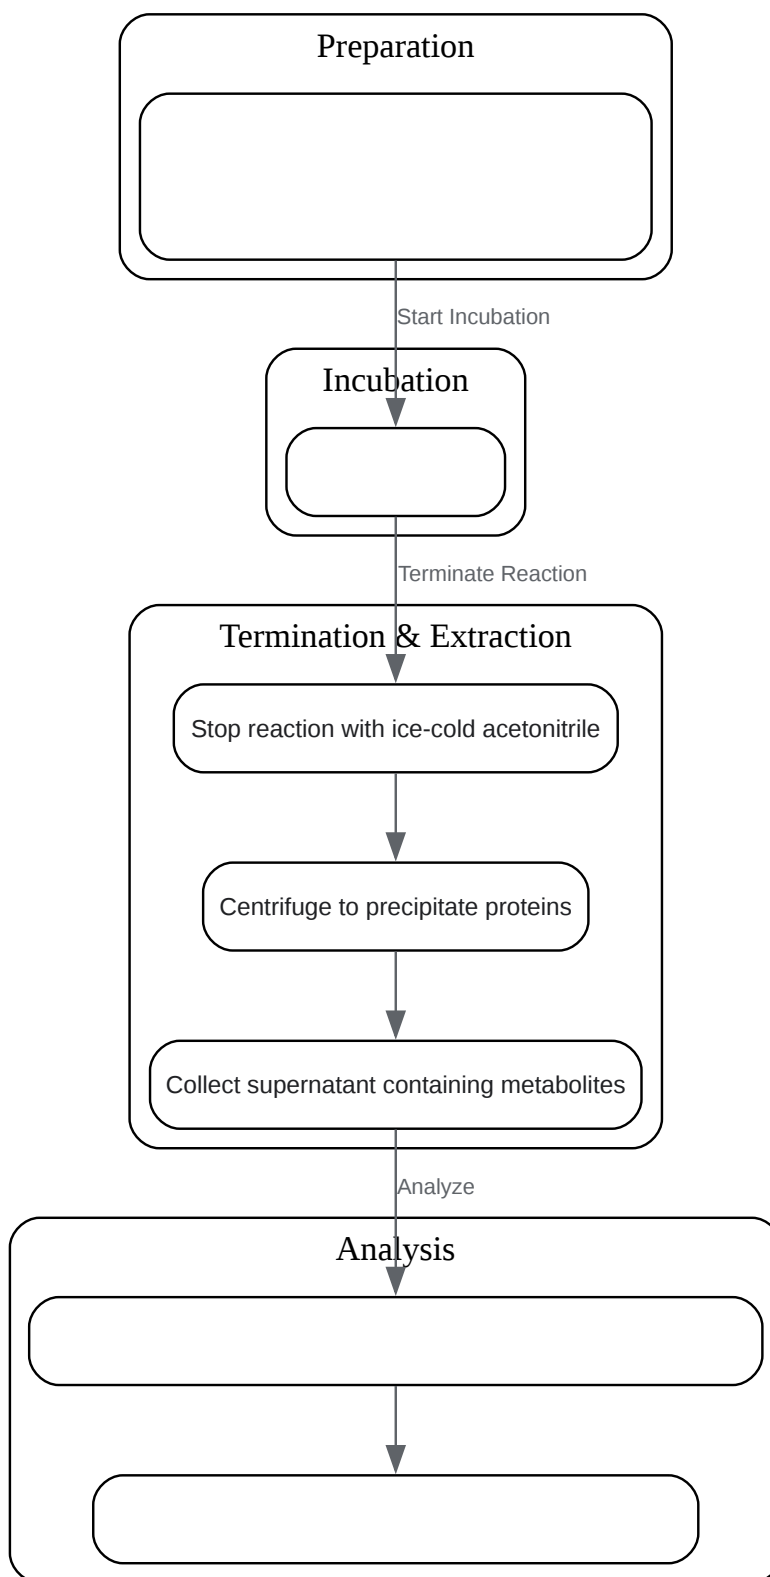 Preparation
Start Incubation
Incubation
Terminate Reaction
Termination & Extraction
Stop reaction with ice-cold acetonitrile
Centrifuge to precipitate proteins
Collect supernatant containing metabolites
Analyze
Analysis